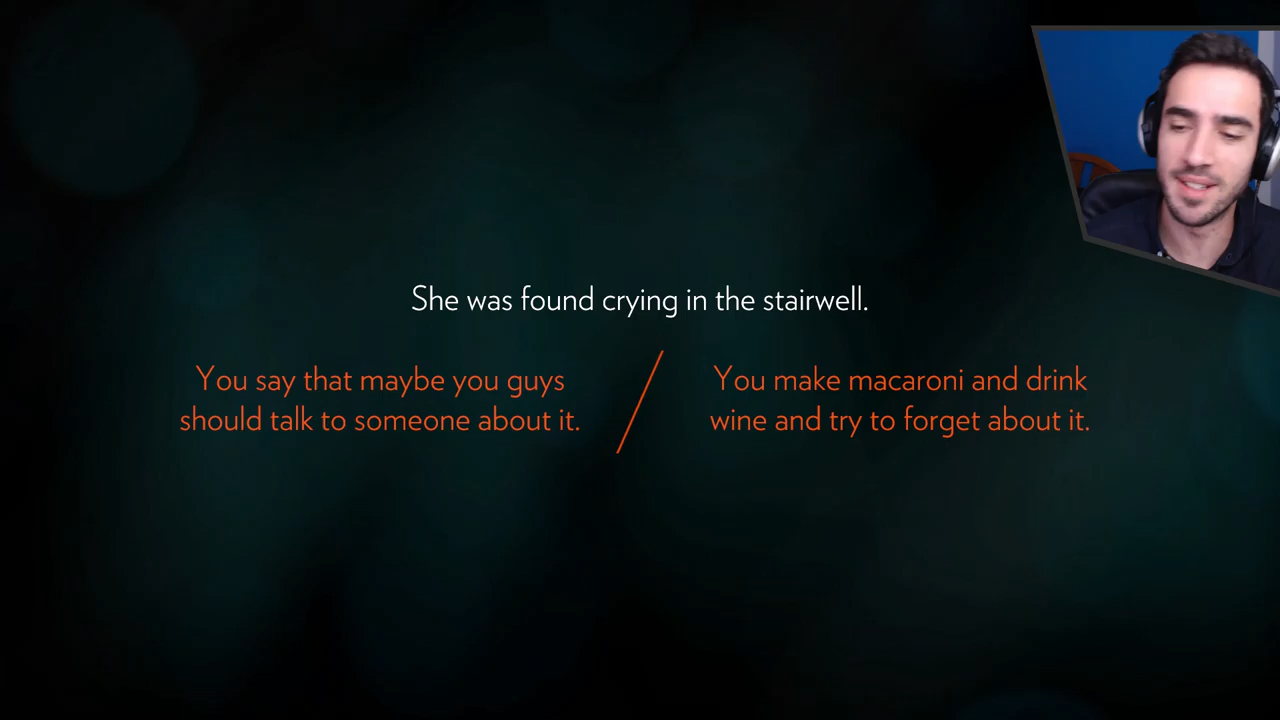 She was found crying in the stairwell.
You say that maybe you guys
should talk to someone about it.
You make macaroni and drink
wine and try to forget about it.